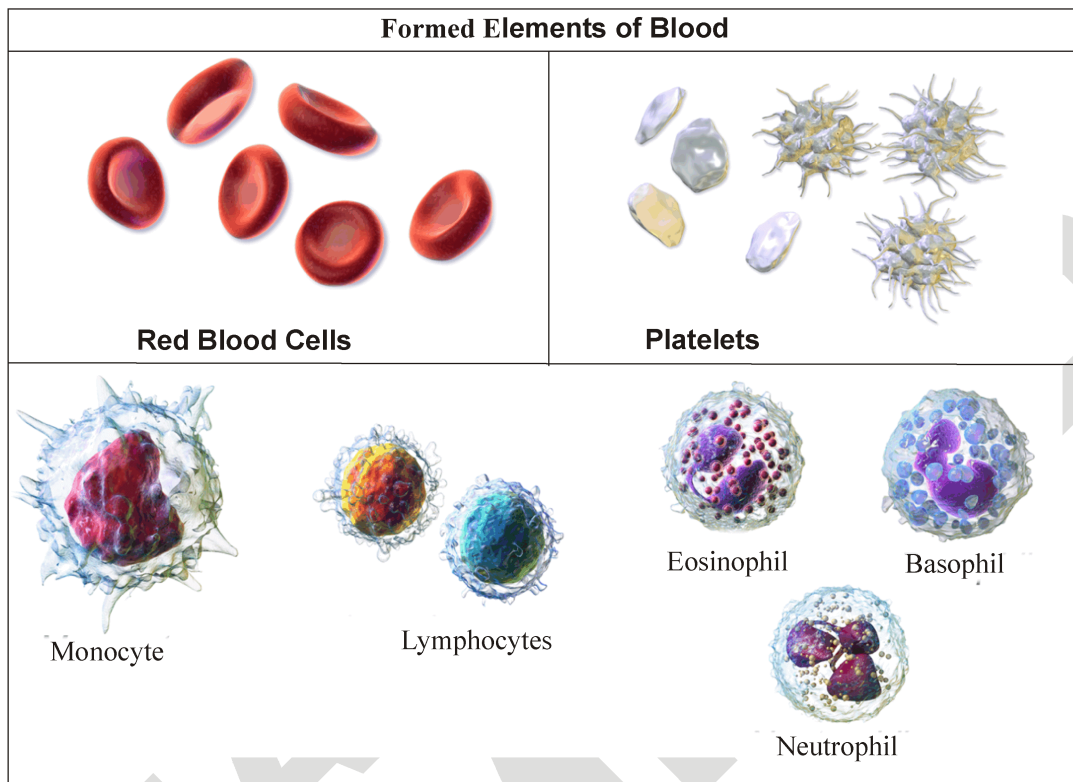 Formed Elements of Blood
Red Blood Cells
Platelets
Eosinophil
Basophil
Monocyte
Lymphocytes
Neutrophil